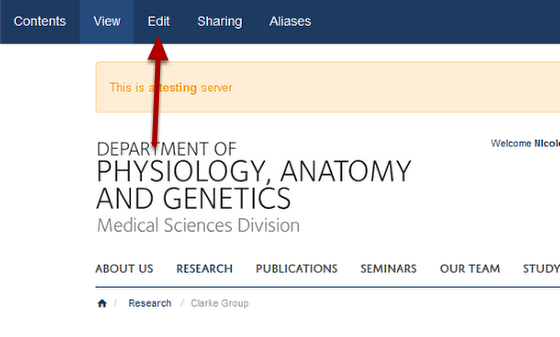 Contents View Edit Sharing Aliases
This is a testing server
Welcome Nicole
DEPARTMENT OF
PHYSIOLOGY, ANATOMY
AND GENETICS
Medical Sciences Division
ABOUT US RESEARCH PUBLICATIONS SEMINARS OUR TEAM STUDY
/ Research / Clarke Group